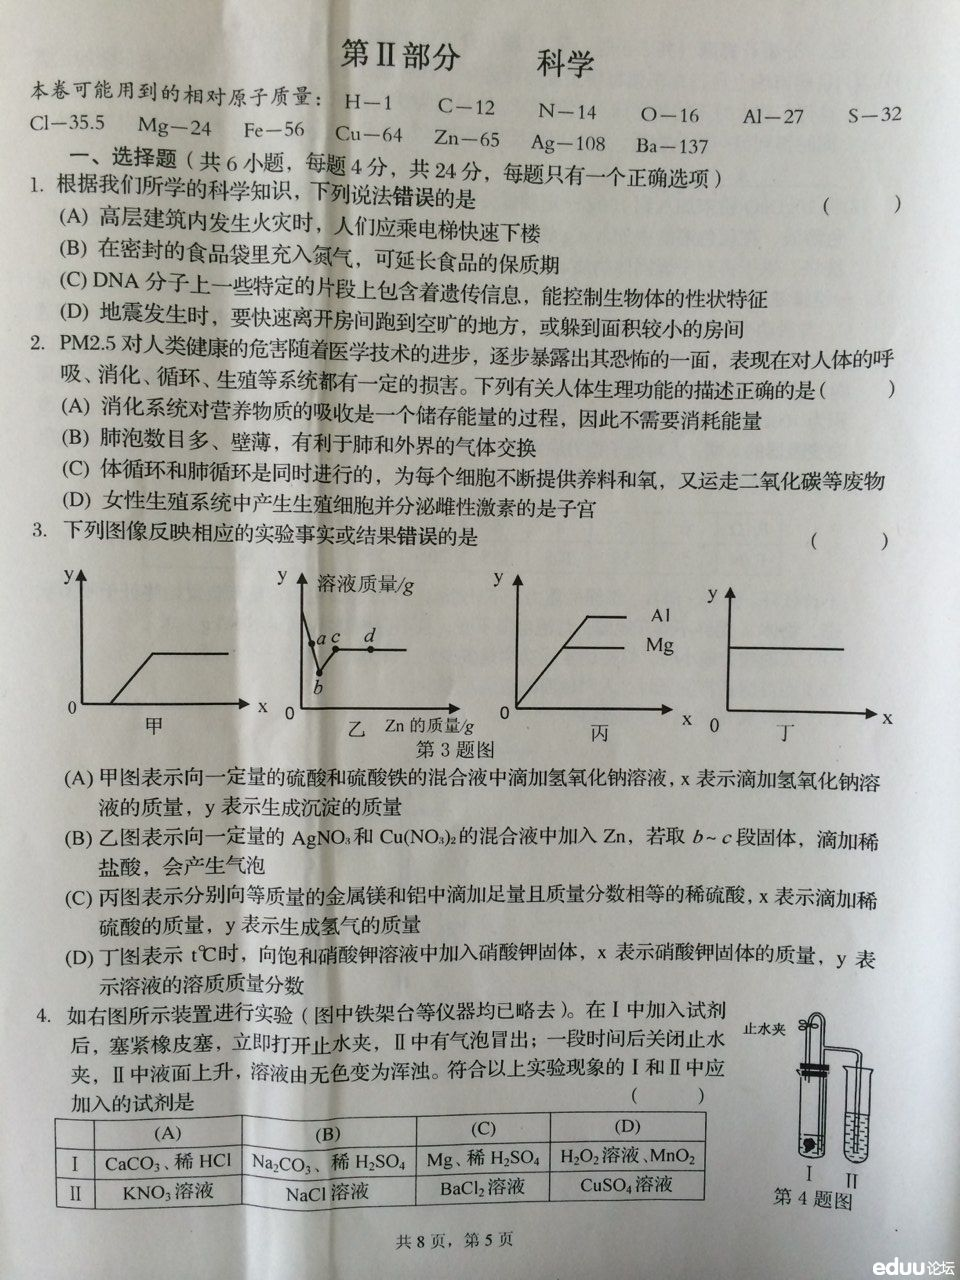 第Ⅱ部分 科学
本卷可能用到的相对原子质量： H—1 C—12 N—14 O—16 Al—27 S—32
Cl—35.5 Mg—24 Fe—56 Cu—64 Zn—65 Ag—108 Ba—137
一、选择题（共6小题，每题4分，共24分，每题只有一个正确选项）
1. 根据我们所学的科学知识，下列说法错误的是 （ ）
(A) 高层建筑内发生火灾时，人们应乘电梯快速下楼
(B) 在密封的食品袋里充入氮气，可延长食品的保质期
(C) DNA 分子上一些特定的片段上包含着遗传信息，能控制生物体的性状特征
(D) 地震发生时，要快速离开房间跑到空旷的地方，或躲到面积较小的房间
2. PM2.5 对人类健康的危害随着医学技术的进步，逐步暴露出其恐怖的一面，表现在对人体的呼
吸、消化、循环、生殖等系统都有一定的损害。下列有关人体生理功能的描述正确的是（ ）
(A) 消化系统对营养物质的吸收是一个储存能量的过程，因此不需要消耗能量
(B) 肺泡数目多、壁薄，有利于肺和外界的气体交换
(C) 体循环和肺循环是同时进行的，为每个细胞不断提供养料和氧，又运走二氧化碳等废物
(D) 女性生殖系统中产生生殖细胞并分泌雌性激素的是子宫
3. 下列图像反映相应的实验事实或结果错误的是 （ ）
y 0 x 甲
y 溶液质量/g a b c d 0 乙 Zn 的质量/g
y Al Mg 0 x 丙
y 0 x 丁
第3题图
(A) 甲图表示向一定量的硫酸和硫酸铁的混合液中滴加氢氧化钠溶液，x 表示滴加氢氧化钠溶
液的质量，y 表示生成沉淀的质量
(B) 乙图表示向一定量的 AgNO₃和 Cu(NO₃)₂的混合液中加入 Zn，若取 b~c 段固体，滴加稀
盐酸，会产生气泡
(C) 丙图表示分别向等质量的金属镁和铝中滴加足量且质量分数相等的稀硫酸，x 表示滴加稀
硫酸的质量，y 表示生成氢气的质量
(D) 丁图表示 t℃时，向饱和硝酸钾溶液中加入硝酸钾固体，x 表示硝酸钾固体的质量，y 表
示溶液的溶质质量分数
4. 如右图所示装置进行实验（图中铁架台等仪器均已略去）。在Ⅰ中加入试剂
后，塞紧橡皮塞，立即打开止水夹，Ⅱ中有气泡冒出；一段时间后关闭止水
夹，Ⅱ中液面上升，溶液由无色变为浑浊。符合以上实验现象的Ⅰ和Ⅱ中应
加入的试剂是 （ ）
(A) (B) (C) (D)
Ⅰ CaCO₃、稀 HCl Na₂CO₃、稀 H₂SO₄ Mg、稀 H₂SO₄ H₂O₂溶液、MnO₂
Ⅱ KNO₃溶液 NaCl 溶液 BaCl₂溶液 CuSO₄溶液
止水夹
Ⅰ Ⅱ
第4题图
共8页，第5页
eduu论坛